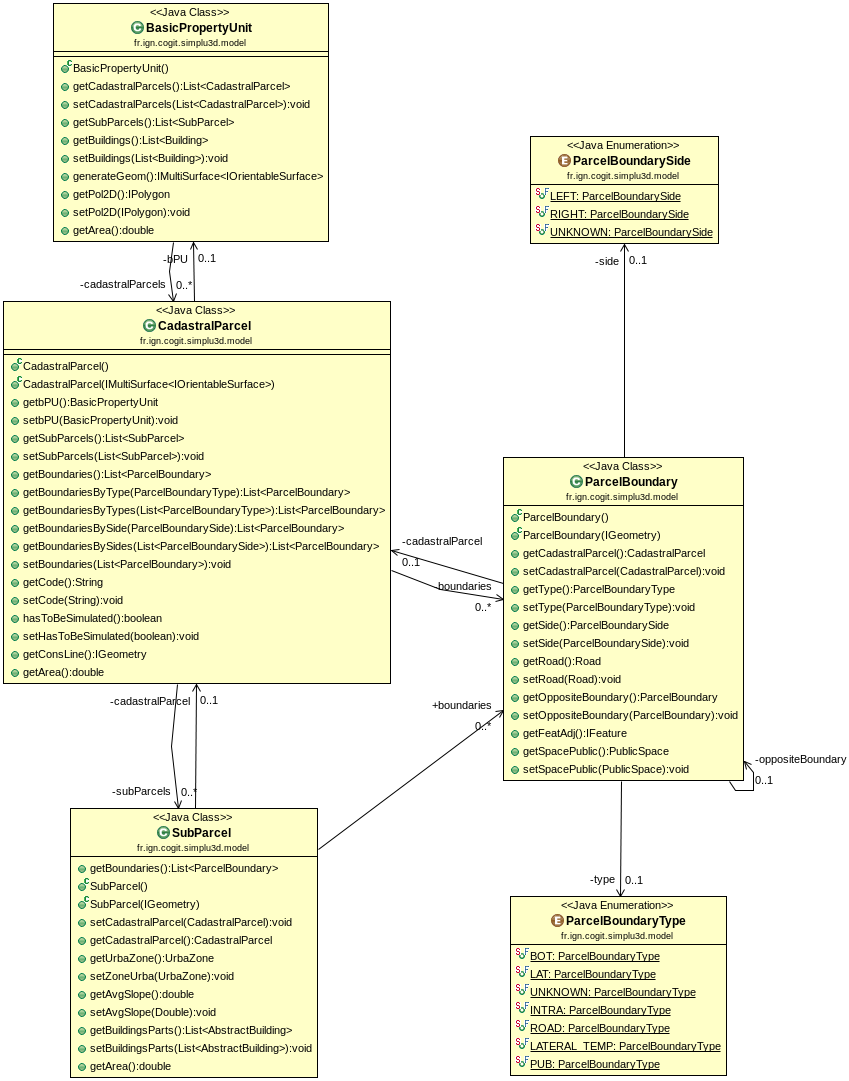 <<Java Class>>
BasicPropertyUnit
fr.ign.cogit.simplu3d.model
BasicPropertyUnit()
getCadastralParcels():List<CadastralParcel>
setCadastralParcels(List<CadastralParcel>):void
getSubParcels():List<SubParcel>
getBuildings():List<Building>
setBuildings(List<Building>):void
generateGeom():IMultiSurface<IOrientableSurface>
getPol2D():IPolygon
setPol2D(IPolygon):void
getArea():double
-bPU
0..1
-cadastralParcels
0..*
<<Java Class>>
CadastralParcel
fr.ign.cogit.simplu3d.model
CadastralParcel()
CadastralParcel(IMultiSurface<IOrientableSurface>)
getbPU():BasicPropertyUnit
setbPU(BasicPropertyUnit):void
getSubParcels():List<SubParcel>
setSubParcels(List<SubParcel>):void
getBoundaries():List<ParcelBoundary>
getBoundariesByType(ParcelBoundaryType):List<ParcelBoundary>
getBoundariesByTypes(List<ParcelBoundaryType>):List<ParcelBoundary>
getBoundariesBySide(ParcelBoundarySide):List<ParcelBoundary>
getBoundariesBySides(List<ParcelBoundarySide>):List<ParcelBoundary>
setBoundaries(List<ParcelBoundary>):void
getCode():String
setCode(String):void
hasToBeSimulated():boolean
setHasToBeSimulated(boolean):void
getConsLine():IGeometry
getArea():double
-cadastralParcel
0..1
-subParcels
0..*
<<Java Class>>
SubParcel
fr.ign.cogit.simplu3d.model
getBoundaries():List<ParcelBoundary>
SubParcel()
SubParcel(IGeometry)
setCadastralParcel(CadastralParcel):void
getCadastralParcel():CadastralParcel
getUrbaZone():UrbaZone
setZoneUrba(UrbaZone):void
getAvgSlope():double
setAvgSlope(Double):void
getBuildingsParts():List<AbstractBuilding>
setBuildingsParts(List<AbstractBuilding>):void
getArea():double
<<Java Enumeration>>
ParcelBoundarySide
fr.ign.cogit.simplu3d.model
LEFT: ParcelBoundarySide
RIGHT: ParcelBoundarySide
UNKNOWN: ParcelBoundarySide
-side
0..1
<<Java Class>>
ParcelBoundary
fr.ign.cogit.simplu3d.model
ParcelBoundary()
ParcelBoundary(IGeometry)
getCadastralParcel():CadastralParcel
setCadastralParcel(CadastralParcel):void
getType():ParcelBoundaryType
setType(ParcelBoundaryType):void
getSide():ParcelBoundarySide
setSide(ParcelBoundarySide):void
getRoad():Road
setRoad(Road):void
getOppositeBoundary():ParcelBoundary
setOppositeBoundary(ParcelBoundary):void
getFeatAdj():IFeature
getSpacePublic():PublicSpace
setSpacePublic(PublicSpace):void
-cadastralParcel
0..1
-boundaries
0..*
+boundaries
0..*
-oppositeBoundary
0..1
-type
0..1
<<Java Enumeration>>
ParcelBoundaryType
fr.ign.cogit.simplu3d.model
BOT: ParcelBoundaryType
LAT: ParcelBoundaryType
UNKNOWN: ParcelBoundaryType
INTRA: ParcelBoundaryType
ROAD: ParcelBoundaryType
LATERAL_TEMP: ParcelBoundaryType
PUB: ParcelBoundaryType